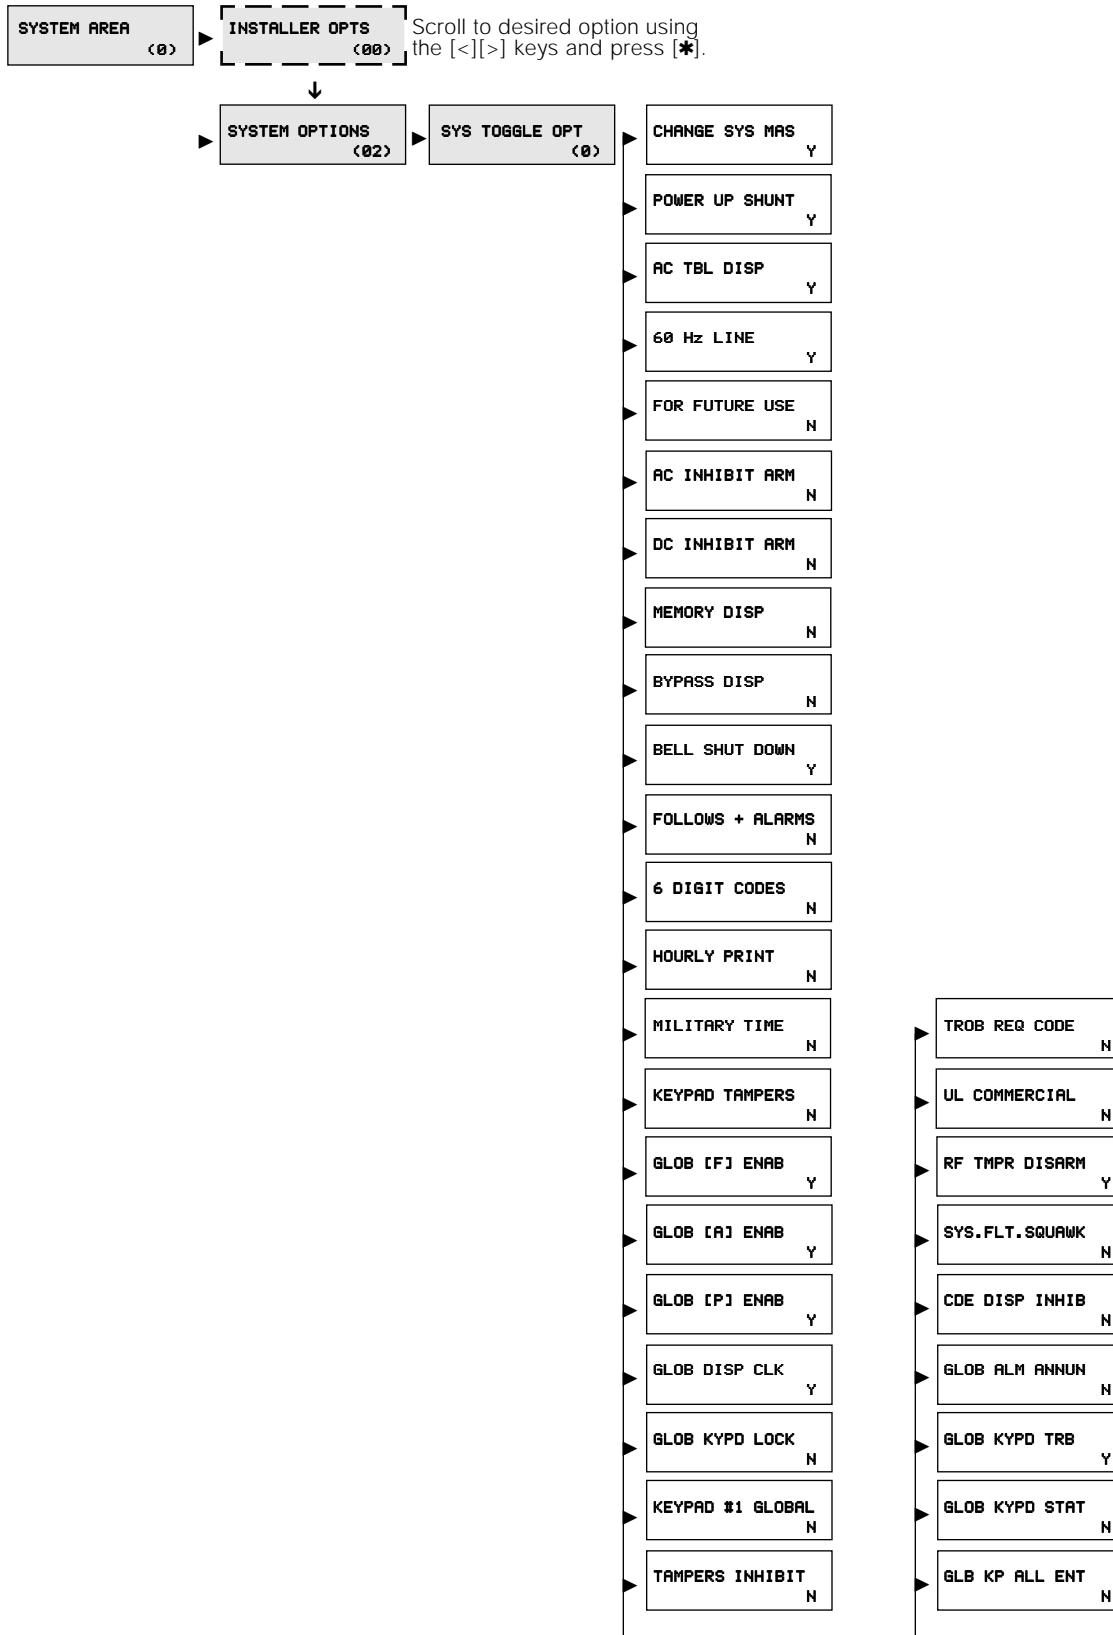 SYSTEM AREA
(0)
INSTALLER OPTS
(00)
Scroll to desired option using
the [<][>] keys and press [✱].
SYSTEM OPTIONS
(02)
SYS TOGGLE OPT
(0)
CHANGE SYS MAS
Y
POWER UP SHUNT
Y
AC TBL DISP
Y
60 Hz LINE
Y
FOR FUTURE USE
N
AC INHIBIT ARM
N
DC INHIBIT ARM
N
MEMORY DISP
N
BYPASS DISP
N
BELL SHUT DOWN
Y
FOLLOWS + ALARMS
N
6 DIGIT CODES
N
HOURLY PRINT
N
MILITARY TIME
N
KEYPAD TAMPERS
N
GLOB [F] ENAB
Y
GLOB [A] ENAB
Y
GLOB [P] ENAB
Y
GLOB DISP CLK
Y
GLOB KYPD LOCK
N
KEYPAD #1 GLOBAL
N
TAMPERS INHIBIT
N
TROB REQ CODE
N
UL COMMERCIAL
N
RF TMPR DISARM
Y
SYS.FLT.SQUAWK
N
CDE DISP INHIB
N
GLOB ALM ANNUN
N
GLOB KYPD TRB
Y
GLOB KYPD STAT
N
GLB KP ALL ENT
N